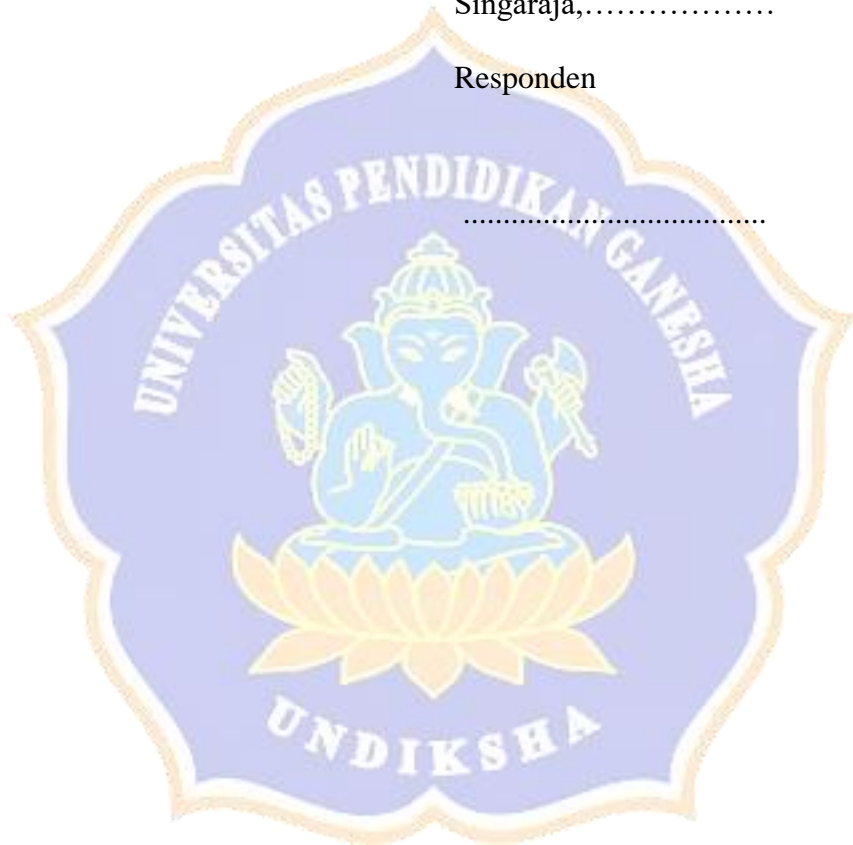 Singaraja,………………
Responden
......................................
UNIVERSITAS PENDIDIKAN GANESHA
UNDIKSHA